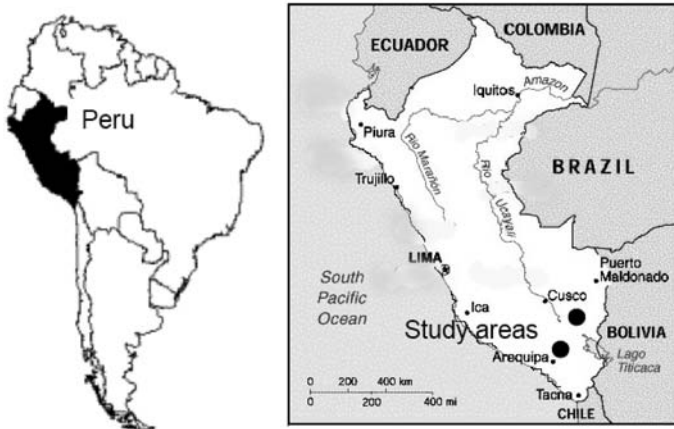 Peru
ECUADOR
COLOMBIA
Iquitos
Amazon
Piura
Rio Marañón
Rio Ucayali
BRAZIL
Trujillo
LIMA
Puerto
Maldonado
South
Pacific
Ocean
Cusco
Ica
Study areas
BOLIVIA
Arequipa
Lago
Titicaca
0 200 400 km
0 200 400 mi
Tacna
CHILE